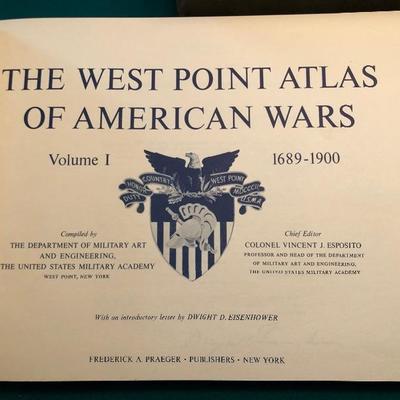 THE WEST POINT ATLAS
OF AMERICAN WARS
Volume I
1689-1900
DUTY HONOR COUNTRY WEST POINT MDCCCII U.S.M.A.
Compiled by
THE DEPARTMENT OF MILITARY ART
AND ENGINEERING,
THE UNITED STATES MILITARY ACADEMY
WEST POINT, NEW YORK
Chief Editor
COLONEL VINCENT J. ESPOSITO
PROFESSOR AND HEAD OF THE DEPARTMENT
OF MILITARY ART AND ENGINEERING,
THE UNITED STATES MILITARY ACADEMY
With an introductory letter by DWIGHT D. EISENHOWER
FREDERICK A. PRAEGER • PUBLISHERS • NEW YORK